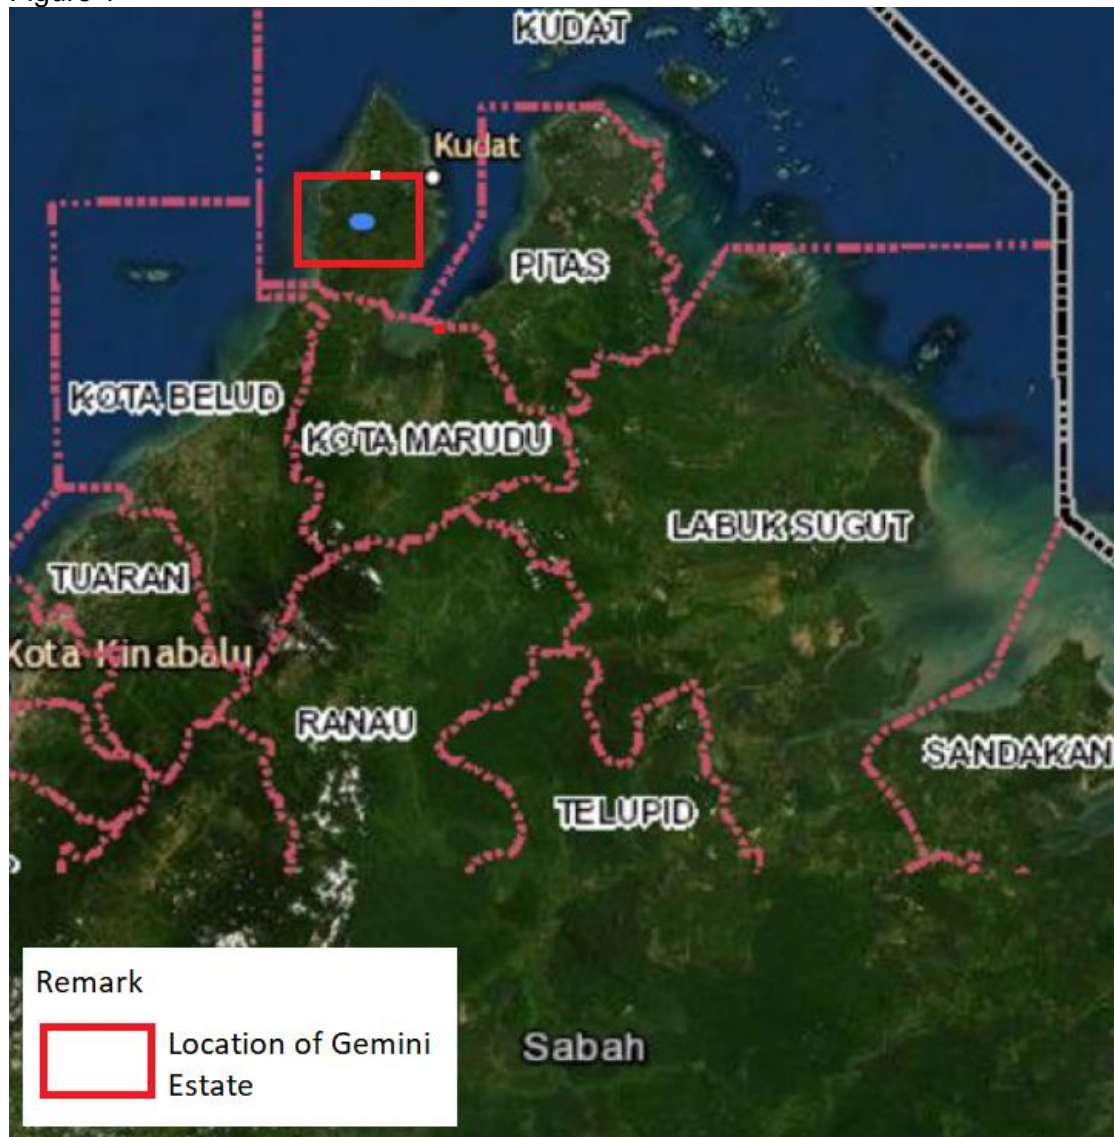 KUDAT
Kudat
PITAS
KOTA BELUD
KOTA MARUDU
LABUK SUGUT
TUARAN
Kota Kinabalu
RANAU
SANDAKAN
TELUPID
Sabah
Remark
Location of Gemini
Estate